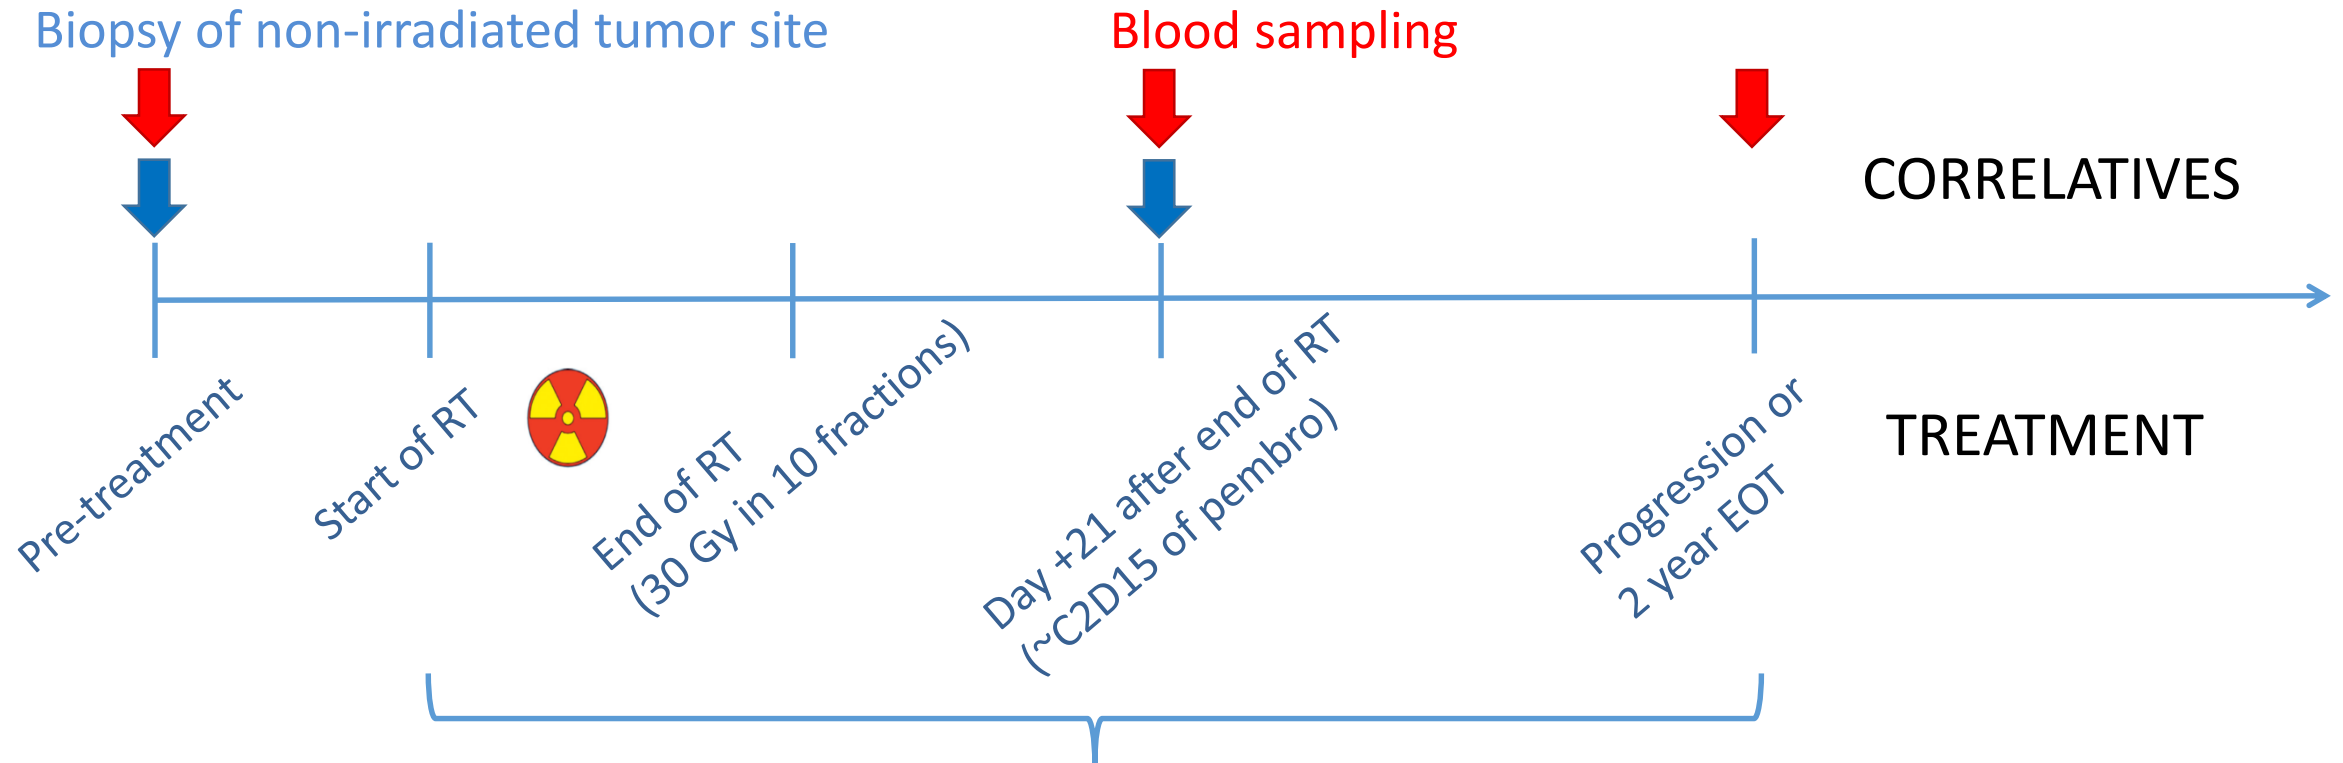 Biopsy of non-irradiated tumor site
Blood sampling
CORRELATIVES
Pre-treatment
Start of RT
End of RT
(30 Gy in 10 fractions)
Day +21 after end of RT
(~C2D15 of pembro)
Progression or
2 year EOT
TREATMENT